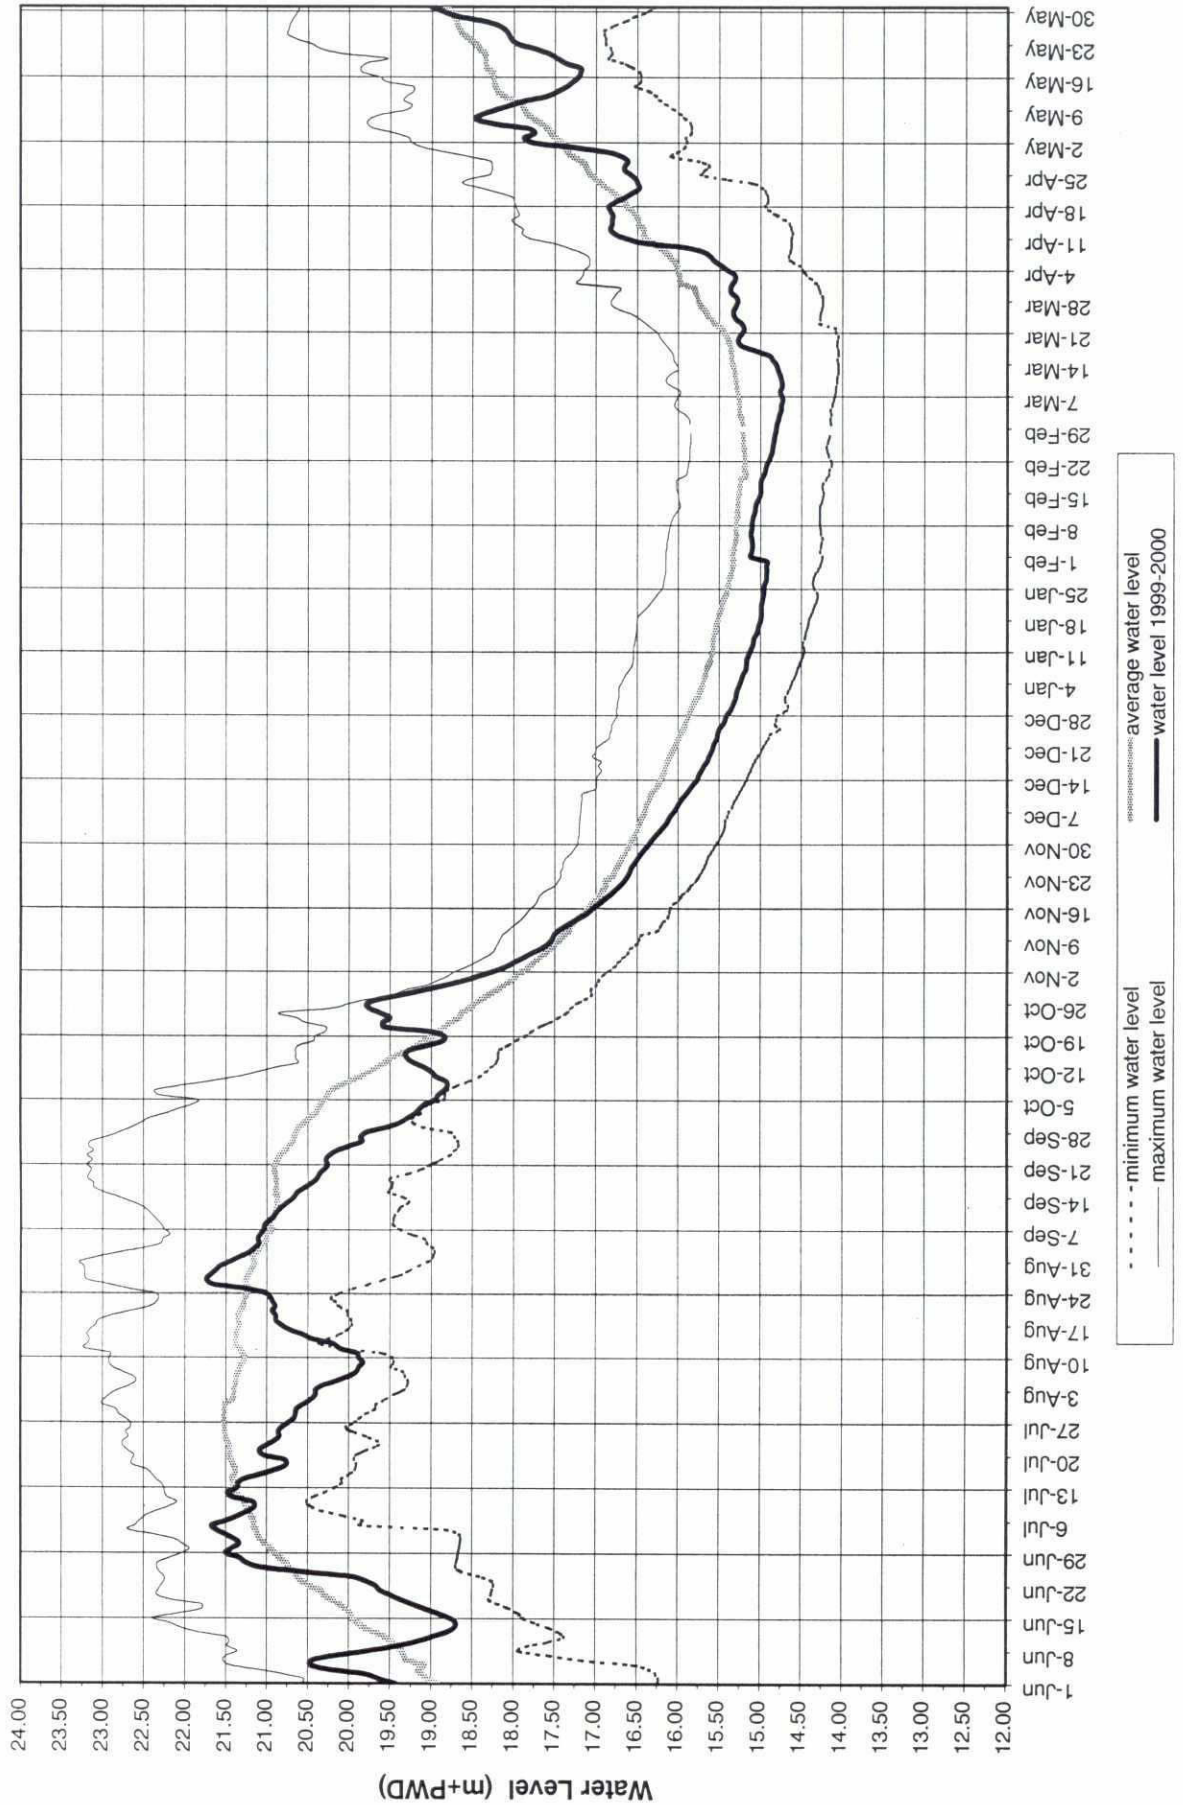 Water Level (m+PWD)
24.00
23.50
23.00
22.50
22.00
21.50
21.00
20.50
20.00
19.50
19.00
18.50
18.00
17.50
17.00
16.50
16.00
15.50
15.00
14.50
14.00
13.50
13.00
12.50
12.00
1-Jun
8-Jun
15-Jun
22-Jun
29-Jun
6-Jul
13-Jul
20-Jul
27-Jul
3-Aug
10-Aug
17-Aug
24-Aug
31-Aug
7-Sep
14-Sep
21-Sep
28-Sep
5-Oct
12-Oct
19-Oct
26-Oct
2-Nov
9-Nov
16-Nov
23-Nov
30-Nov
7-Dec
14-Dec
21-Dec
28-Dec
4-Jan
11-Jan
18-Jan
25-Jan
1-Feb
8-Feb
15-Feb
22-Feb
29-Feb
7-Mar
14-Mar
21-Mar
28-Mar
4-Apr
11-Apr
18-Apr
25-Apr
2-May
9-May
16-May
23-May
30-May
minimum water level
average water level
maximum water level
water level 1999-2000